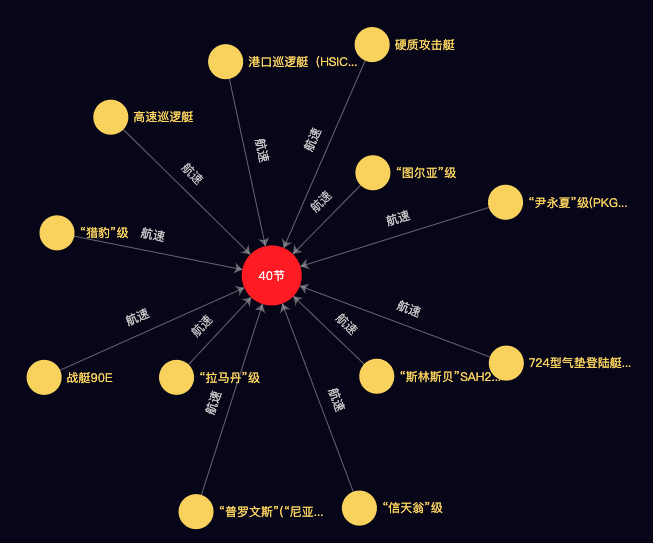 硬质攻击艇
港口巡逻艇（HSIC...
高速巡逻艇
航速
航速
航速
“图尔亚”级
航速
“尹永夏”级(PKG...
航速
“猎豹”级
航速
40节
航速
航速
航速
航速
724型气垫登陆艇...
战艇90E
“拉马丹”级
“斯林斯贝”SAH2...
航速
航速
“普罗文斯”(“尼亚...
“信天翁”级